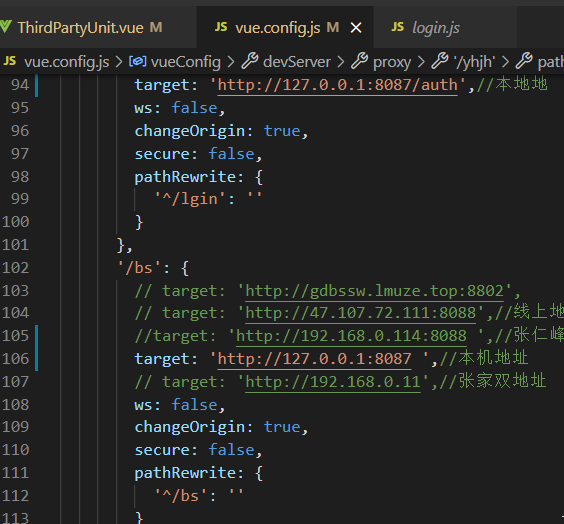 ThirdPartyUnit.vue M
JS vue.config.js M ×
JS login.js
JS vue.config.js > vueConfig > devServer > proxy > '/yhjh' > pat
94 target: 'http://127.0.0.1:8087/auth',//本地地
95 ws: false,
96 changeOrigin: true,
97 secure: false,
98 pathRewrite: {
99 '^/lgin': ''
100 }
101 },
102 '/bs': {
103 // target: 'http://gdbssw.lmuze.top:8802',
104 // target: 'http://47.107.72.111:8088',//线上地
105 //target: 'http://192.168.0.114:8088 ',//张仁峰
106 target: 'http://127.0.0.1:8087 ',//本机地址
107 // target: 'http://192.168.0.11',//张家双地址
108 ws: false,
109 changeOrigin: true,
110 secure: false,
111 pathRewrite: {
112 '^/bs': ''
113 }